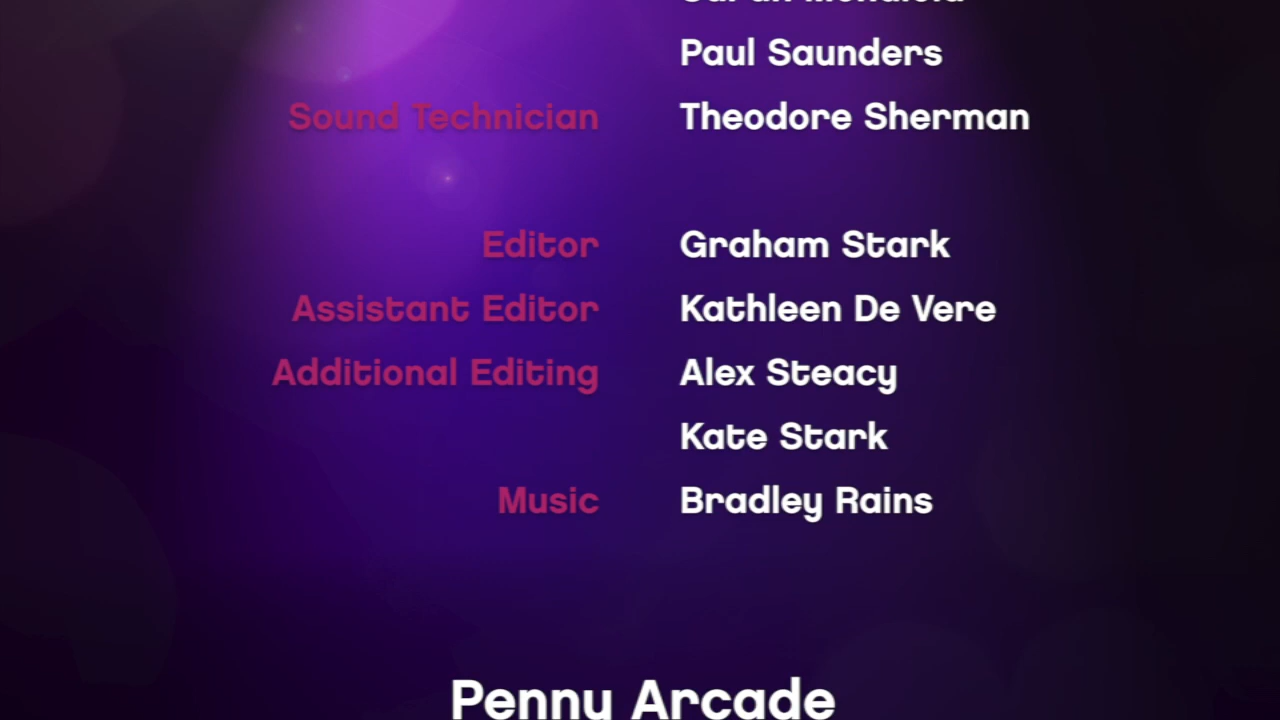 Paul Saunders
Sound Technician Theodore Sherman
Editor Graham Stark
Assistant Editor Kathleen De Vere
Additional Editing Alex Steacy
Kate Stark
Music Bradley Rains
Penny Arcade